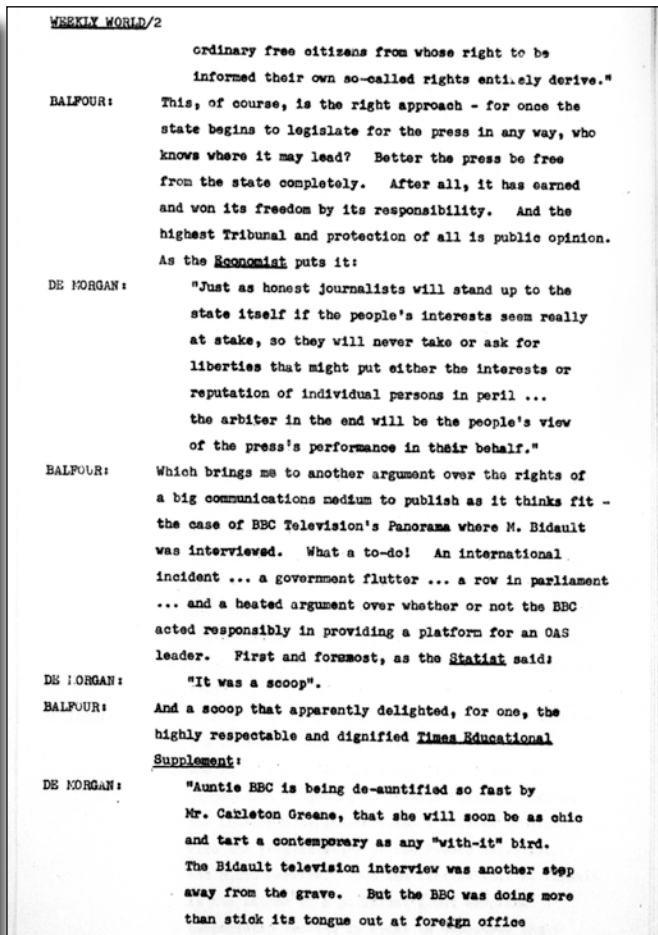 WEEKLY WORLD/2
ordinary free citizens from whose right to be
informed their own so-called rights entirely derive."
BALFOUR: This, of course, is the right approach - for once the
state begins to legislate for the press in any way, who
knows where it may lead? Better the press be free
from the state completely. After all, it has earned
and won its freedom by its responsibility. And the
highest Tribunal and protection of all is public opinion.
As the Economist puts it:
DE MORGAN: "Just as honest journalists will stand up to the
state itself if the people's interests seem really
at stake, so they will never take or ask for
liberties that might put either the interests or
reputation of individual persons in peril ...
the arbiter in the end will be the people's view
of the press's performance in their behalf."
BALFOUR: Which brings me to another argument over the rights of
a big communications medium to publish as it thinks fit -
the case of BBC Television's Panorama where M. Bidault
was interviewed. What a to-do! An international
incident ... a government flutter ... a row in parliament
... and a heated argument over whether or not the BBC
acted responsibly in providing a platform for an OAS
leader. First and foremost, as the Statist said:
DE MORGAN: "It was a scoop".
BALFOUR: And a scoop that apparently delighted, for one, the
highly respectable and dignified Times Educational
Supplement:
DE MORGAN: "Auntie BBC is being de-auntified so fast by
Mr. Carleton Greene, that she will soon be as chic
and tart a contemporary as any "with-it" bird.
The Bidault television interview was another step
away from the grave. But the BBC was doing more
than stick its tongue out at foreign office